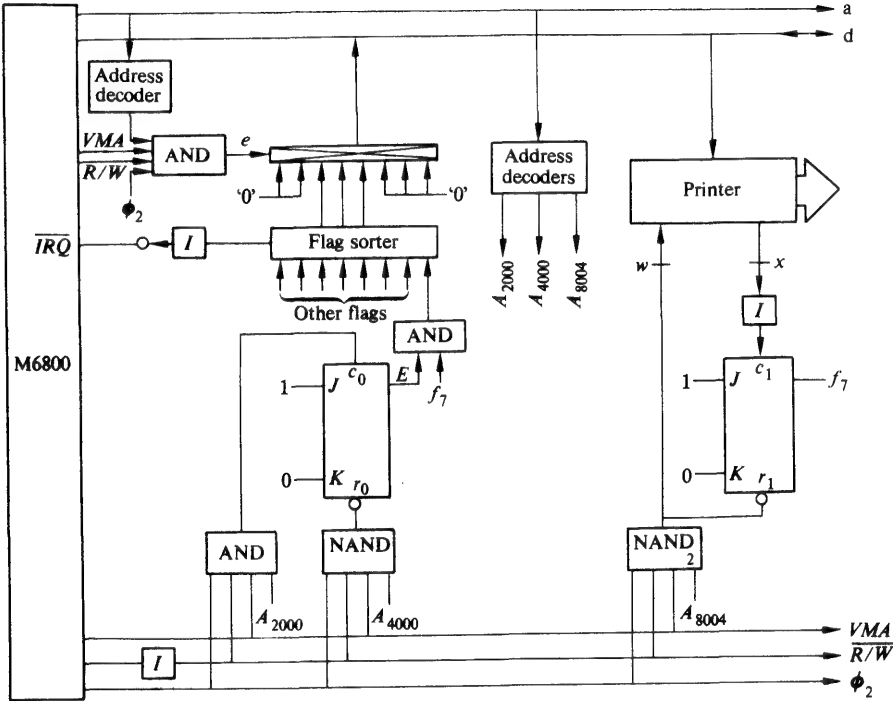 a
d
Address
decoder
VMA
R/W̅
ϕ₂
AND
e
'0'
'0'
Address
decoders
Printer
I̅R̅Q̅
I
Flag sorter
A₂₀₀₀
A₄₀₀₀
A₈₀₀₄
w
x
Other flags
I
AND
M6800
1
J
c₀
E
f₇
1
J
c₁
f₇
0
K
r₀
0
K
r₁
AND
NAND
NAND
2
A₂₀₀₀
A₄₀₀₀
A₈₀₀₄
VMA
I
R̅/̅W̅
ϕ₂